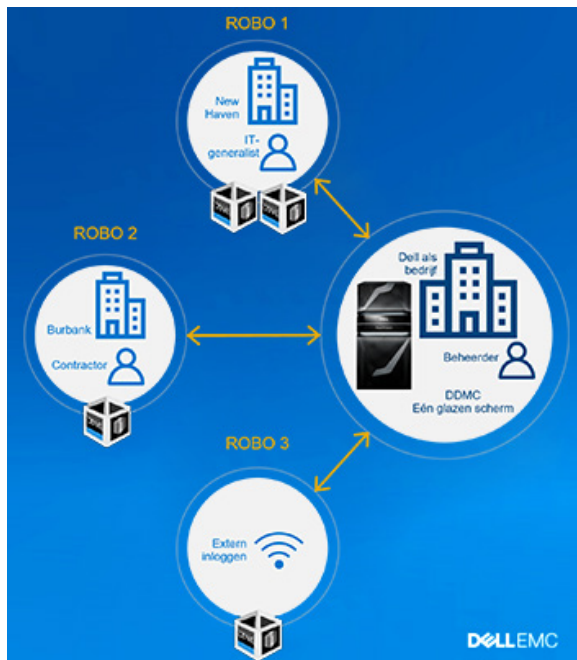 ROBO 1
New
Haven
IT-
generalist
ROBO 2
Burbank
Contractor
Dell als
bedrijf
Beheerder
DDMC
Eén glazen scherm
ROBO 3
Extern
inloggen
DELLEMC